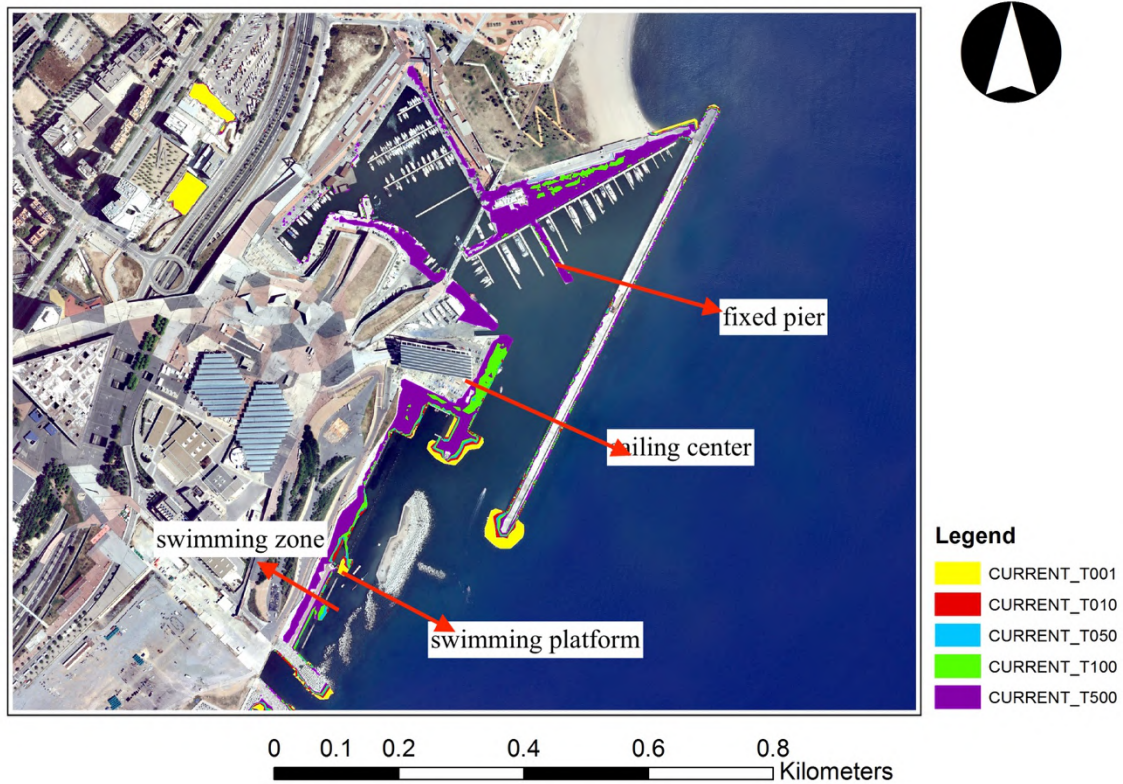 fixed pier
ailing center
swimming zone
swimming platform
Legend
CURRENT_T001
CURRENT_T010
CURRENT_T050
CURRENT_T100
CURRENT_T500
0 0.1 0.2 0.4 0.6 0.8
Kilometers